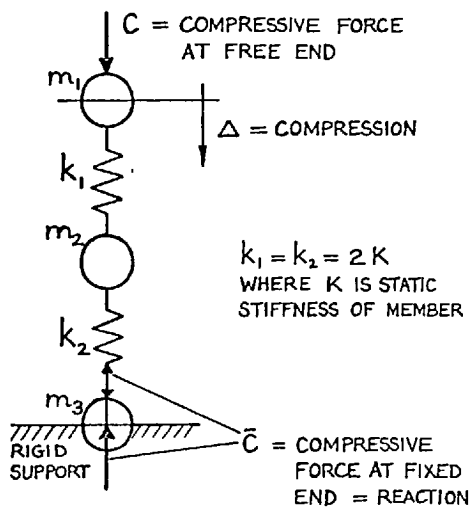 C = COMPRESSIVE FORCE
AT FREE END
m₁
Δ = COMPRESSION
k₁
m₂
k₁ = k₂ = 2K
WHERE K IS STATIC
STIFFNESS OF MEMBER
k₂
m₃
RIGID
SUPPORT
C̄ = COMPRESSIVE
FORCE AT FIXED
END = REACTION